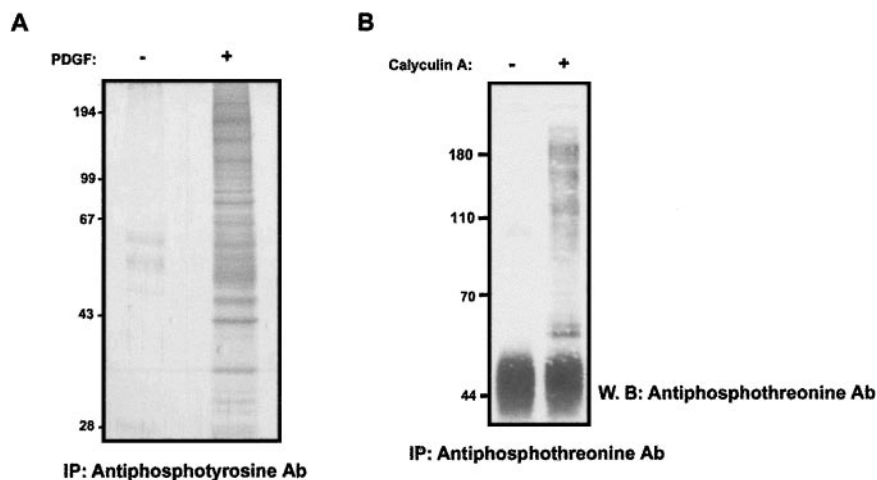 A
PDGF: - +
194
99
67
43
28
IP: Antiphosphotyrosine Ab
B
Calyculin A: - +
180
110
70
44
W. B: Antiphosphothreonine Ab
IP: Antiphosphothreonine Ab